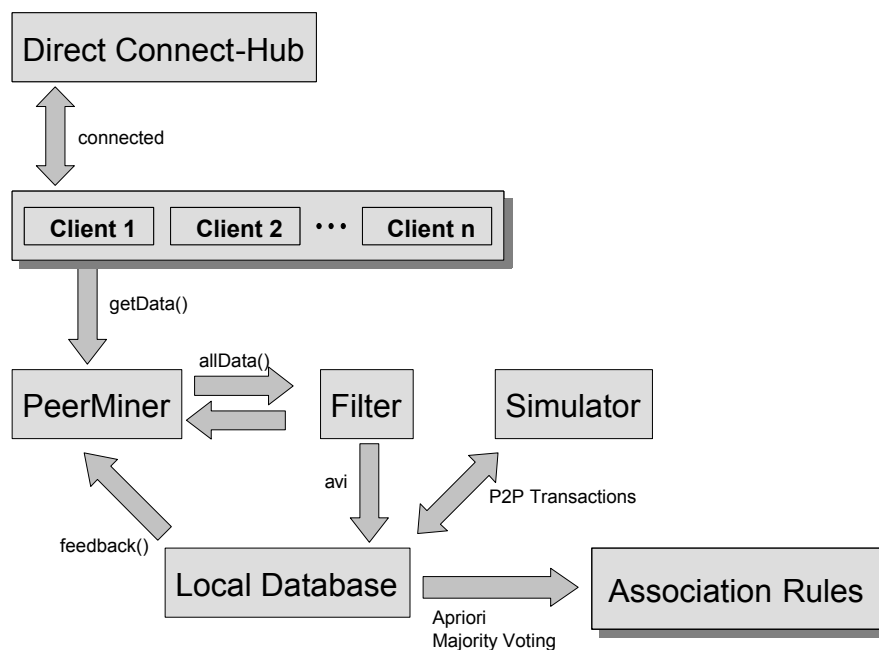 Direct Connect-Hub
connected
Client 1 Client 2 ... Client n
getData()
allData()
PeerMiner Filter Simulator
avi
P2P Transactions
feedback()
Local Database Association Rules
Apriori
Majority Voting